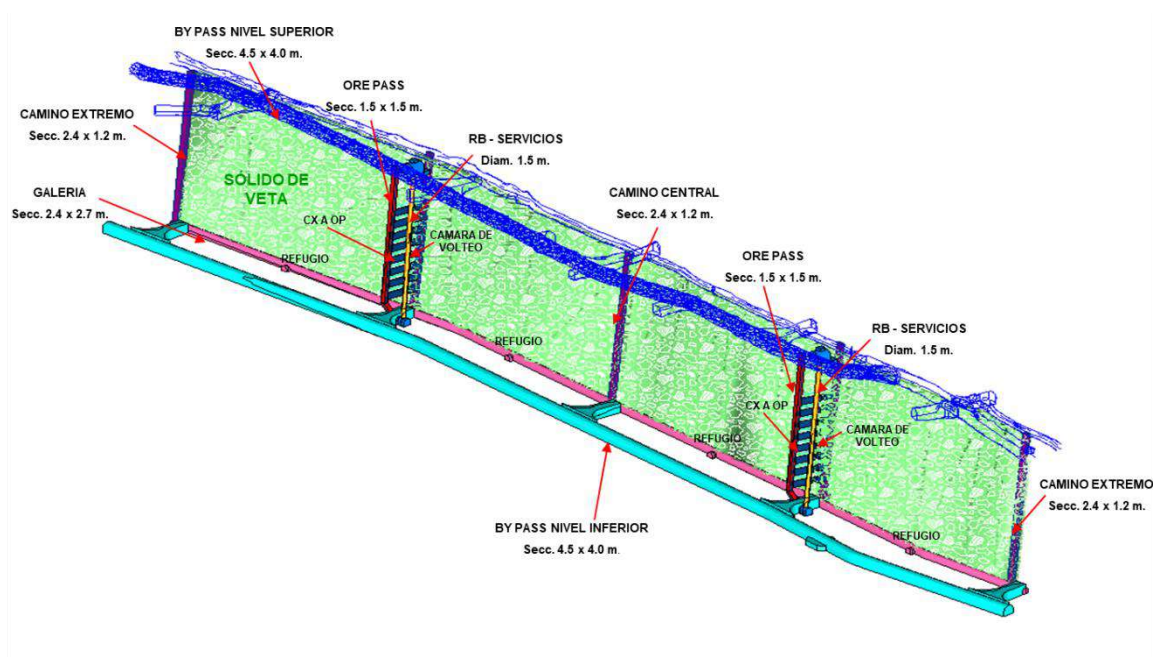 BY PASS NIVEL SUPERIOR
Secc. 4.5 x 4.0 m.
ORE PASS
Secc. 1.5 x 1.5 m.
CAMINO EXTREMO
Secc. 2.4 x 1.2 m.
RB - SERVICIOS
Diam. 1.5 m.
SÓLIDO DE
VETA
GALERIA
Secc. 2.4 x 2.7 m.
CAMINO CENTRAL
Secc. 2.4 x 1.2 m.
CX A OP
CAMARA DE
VOLTEO
REFUGIO
ORE PASS
Secc. 1.5 x 1.5 m.
RB - SERVICIOS
Diam. 1.5 m.
REFUGIO
CX A OP
CAMARA DE
VOLTEO
REFUGIO
CAMINO EXTREMO
Secc. 2.4 x 1.2 m.
BY PASS NIVEL INFERIOR
Secc. 4.5 x 4.0 m.
REFUGIO